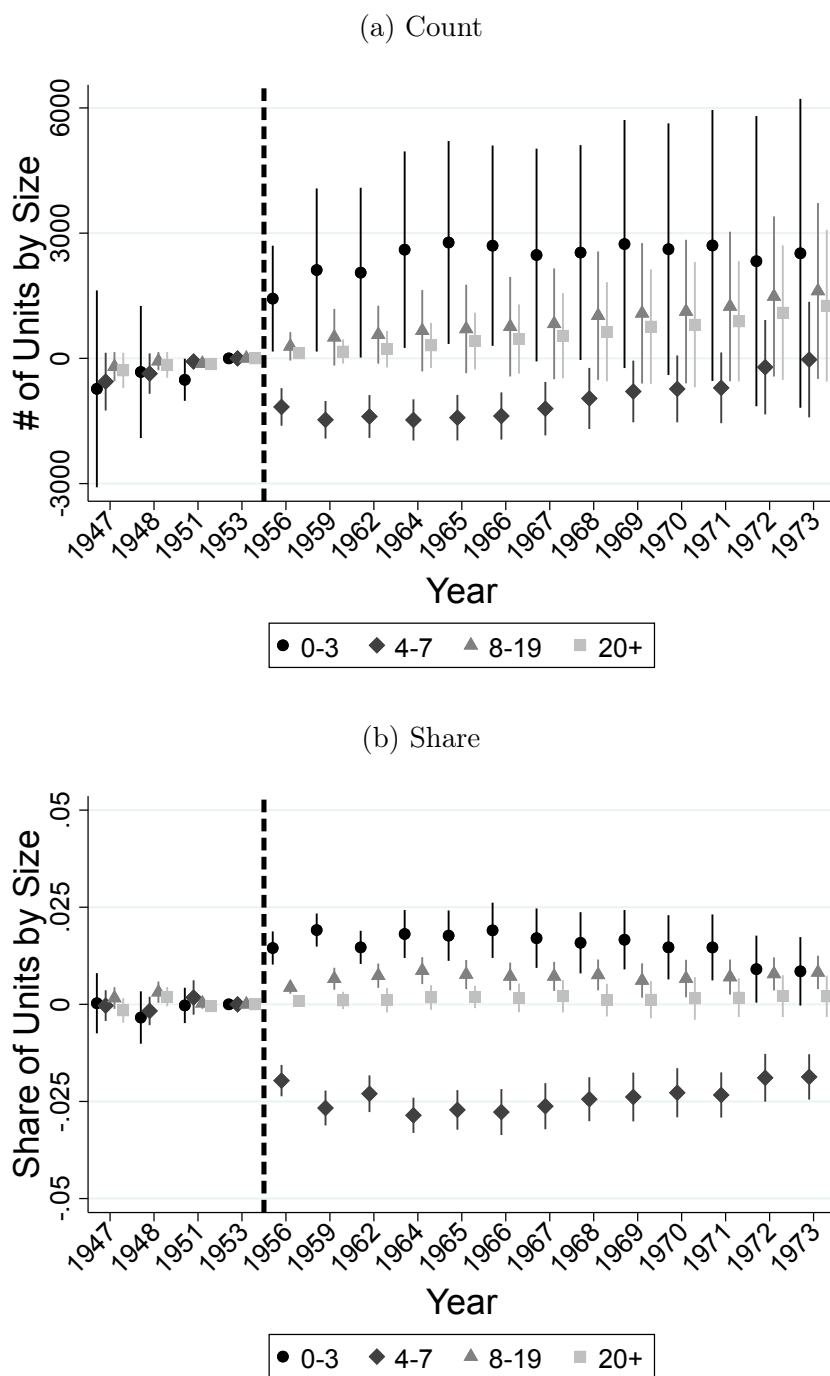 (a) Count
# of Units by Size
6000
3000
0
-3000
1947 1948 1951 1953 1956 1959 1962 1964 1965 1966 1967 1968 1969 1970 1971 1972 1973
Year
0-3 4-7 8-19 20+
(b) Share
Share of Units by Size
.05
.025
0
-.025
-.05
1947 1948 1951 1953 1956 1959 1962 1964 1965 1966 1967 1968 1969 1970 1971 1972 1973
Year
0-3 4-7 8-19 20+